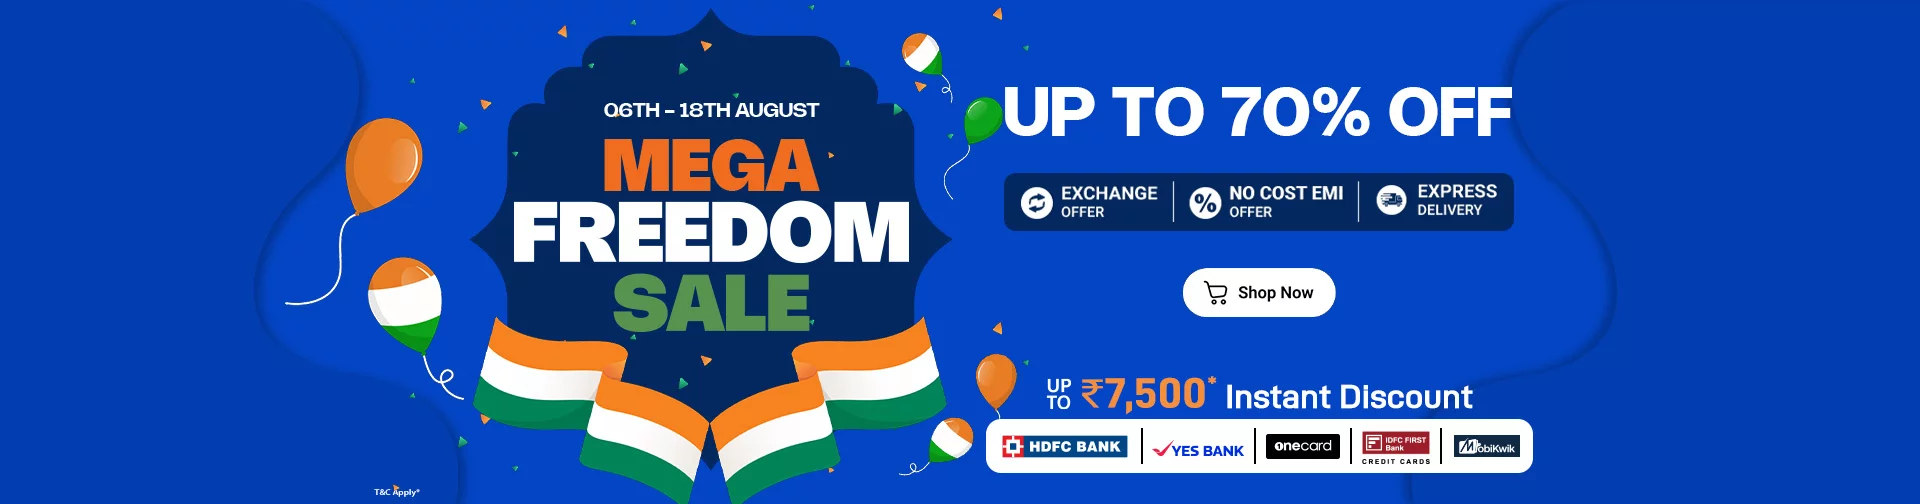 06TH - 18TH AUGUST
MEGA
FREEDOM
SALE
UP TO 70% OFF
EXCHANGE
OFFER
NO COST EMI
OFFER
EXPRESS
DELIVERY
Shop Now
UP TO ₹7,500* Instant Discount
HDFC BANK
YES BANK
onecard
IDFC FIRST
Bank
CREDIT CARDS
MobiKwik
T&C Apply*